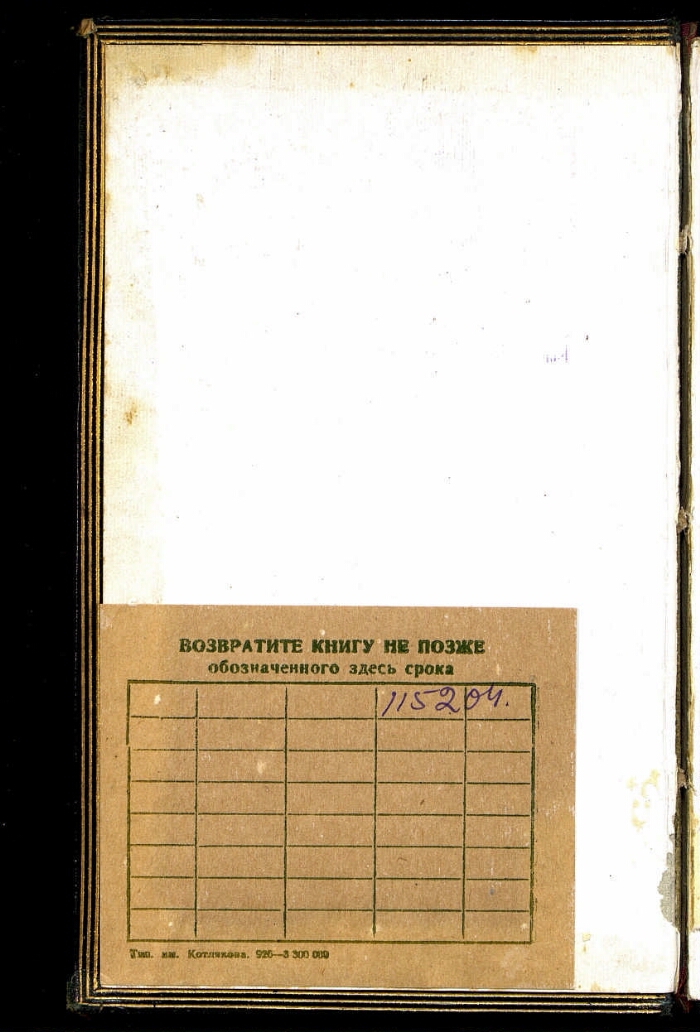 ВОЗВРАТИТЕ КНИГУ НЕ ПОЗЖЕ
обозначенного здесь срока
115204.
Тип. им. Котлякова. 926—3 300 000